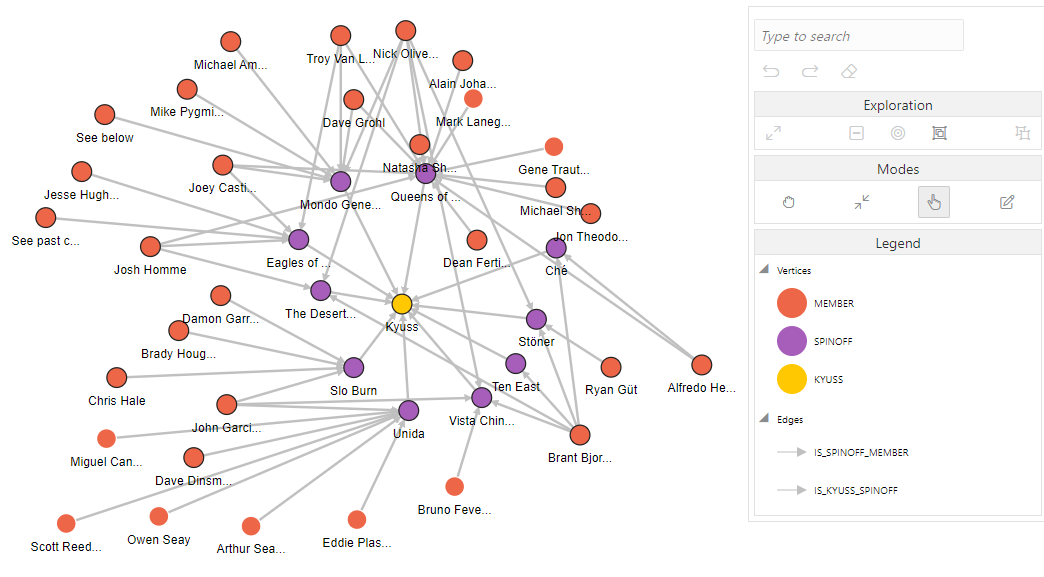 Michael Am...
Troy Van L...
Nick Olive...
Alain Joha...
Mike Pygmi...
Dave Grohl
Mark Laneg...
See below
Natasha Sh...
Gene Traut...
Jesse Hugh...
Joey Casti...
Mondo Gene...
Queens of ...
Michael Sh...
See past c...
Jon Theodo...
Josh Homme
Eagles of ...
Dean Ferti...
Ché
Damon Garr...
The Desert...
Kyuss
Stöner
Brady Houg...
Chris Hale
Slo Burn
Ten East
Ryan Güt
Alfredo He...
John Garci...
Unida
Vista Chin...
Miguel Can...
Dave Dinsm...
Brant Bjor...
Bruno Feve...
Scott Reed...
Owen Seay
Arthur Sea...
Eddie Plas...
Type to search
Exploration
Modes
Legend
Vertices
MEMBER
SPINOFF
KYUSS
Edges
IS_SPINOFF_MEMBER
IS_KYUSS_SPINOFF